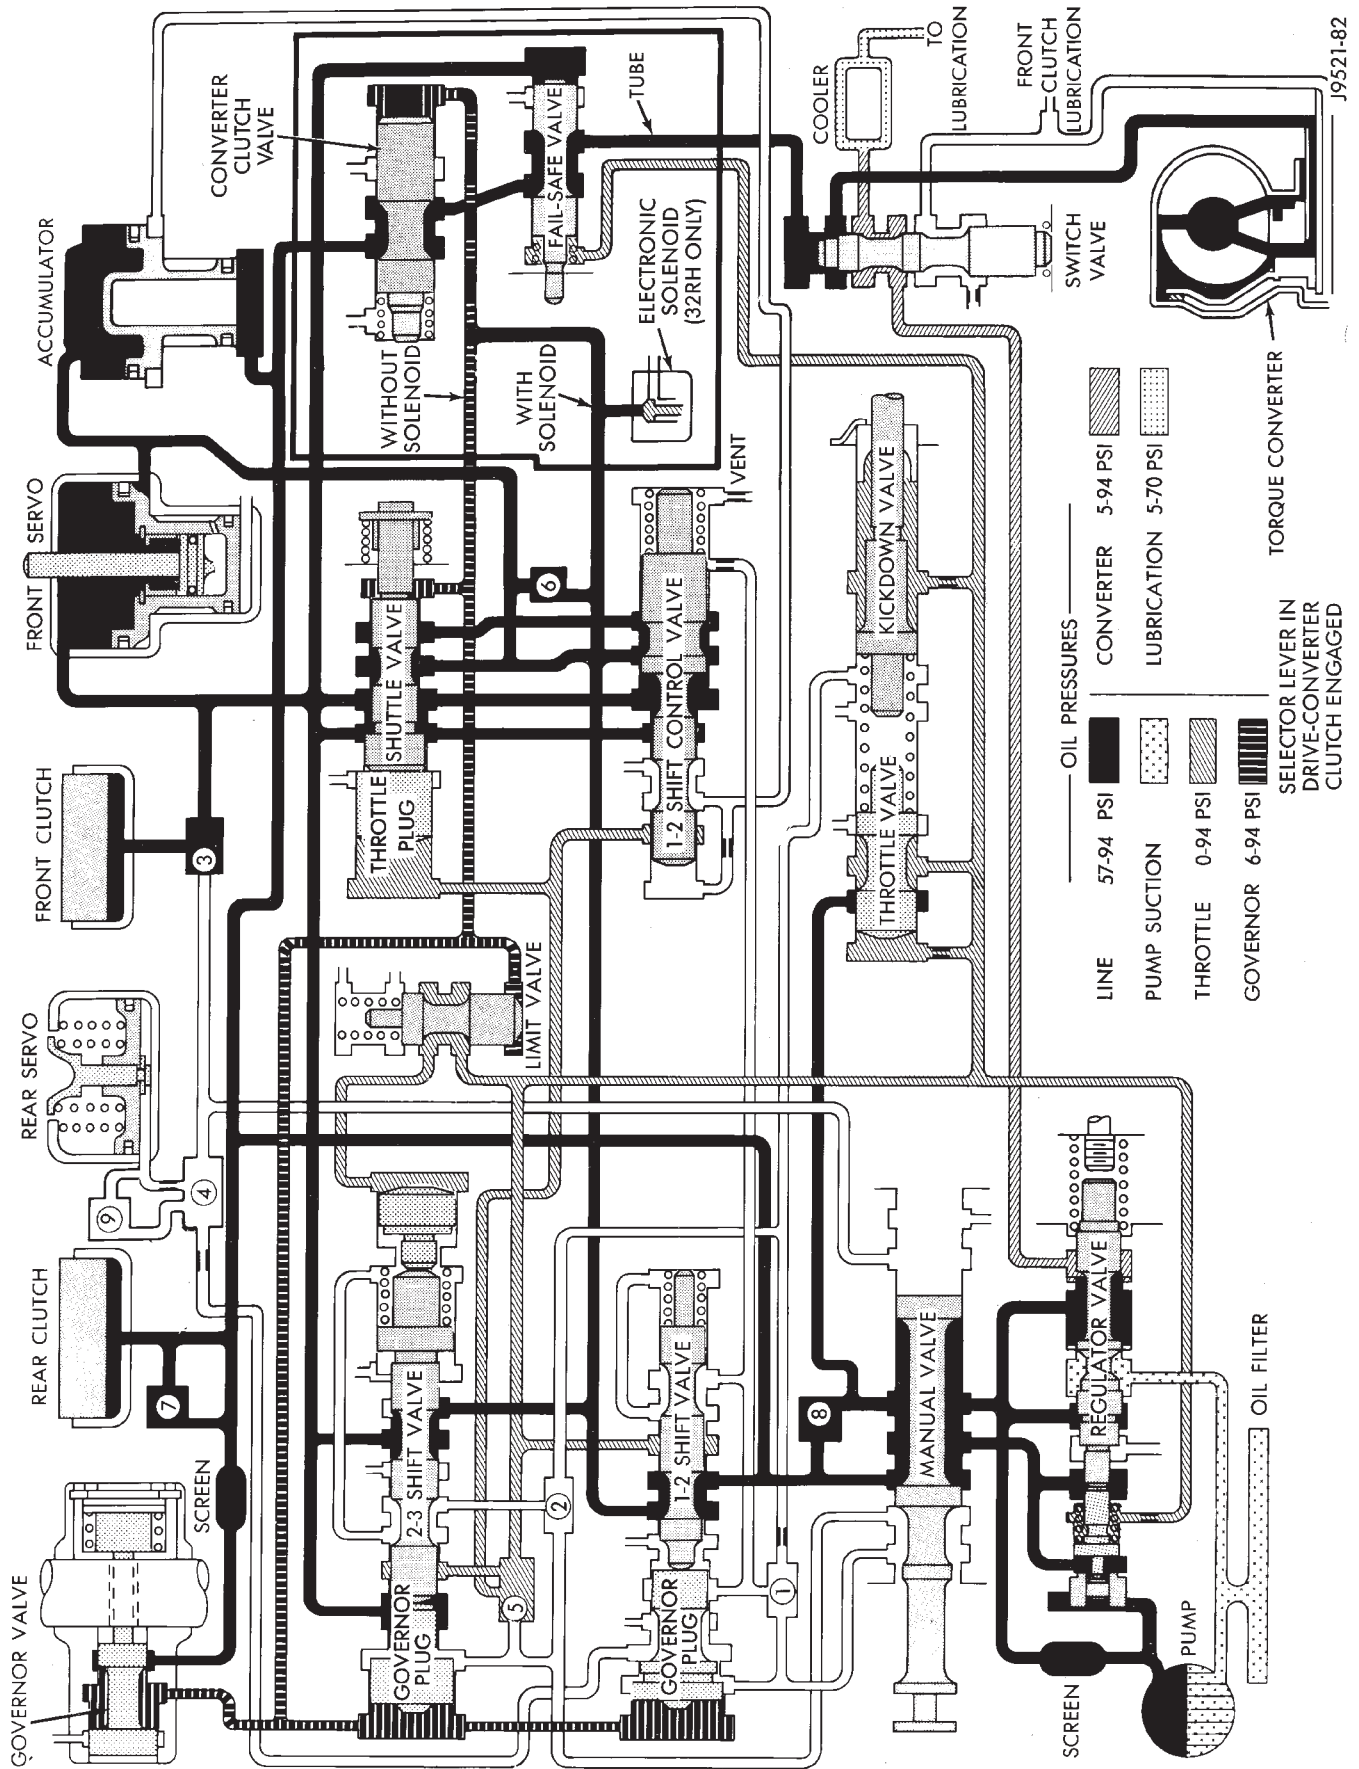 GOVERNOR VALVE
REAR CLUTCH
REAR SERVO
FRONT CLUTCH
FRONT SERVO
ACCUMULATOR
SCREEN
7
9
4
3
CONVERTER
CLUTCH
VALVE
GOVERNOR
PLUG
2-3 SHIFT VALVE
LIMIT VALVE
THROTTLE
PLUG
SHUTTLE VALVE
WITHOUT
SOLENOID
WITH
SOLENOID
FAIL-SAFE VALVE
TUBE
ELECTRONIC
SOLENOID
(32RH ONLY)
5
2
6
GOVERNOR
PLUG
1-2 SHIFT VALVE
1-2 SHIFT CONTROL VALVE
VENT
1
8
COOLER
TO
LUBRICATION
FRONT
CLUTCH
LUBRICATION
MANUAL VALVE
THROTTLE VALVE
KICKDOWN VALVE
SWITCH
VALVE
SCREEN
PUMP
REGULATOR VALVE
OIL FILTER
OIL PRESSURES
LINE 57-94 PSI
PUMP SUCTION
THROTTLE 0-94 PSI
GOVERNOR 6-94 PSI
CONVERTER 5-94 PSI
LUBRICATION 5-70 PSI
SELECTOR LEVER IN
DRIVE-CONVERTER
CLUTCH ENGAGED
TORQUE CONVERTER
J9521-82